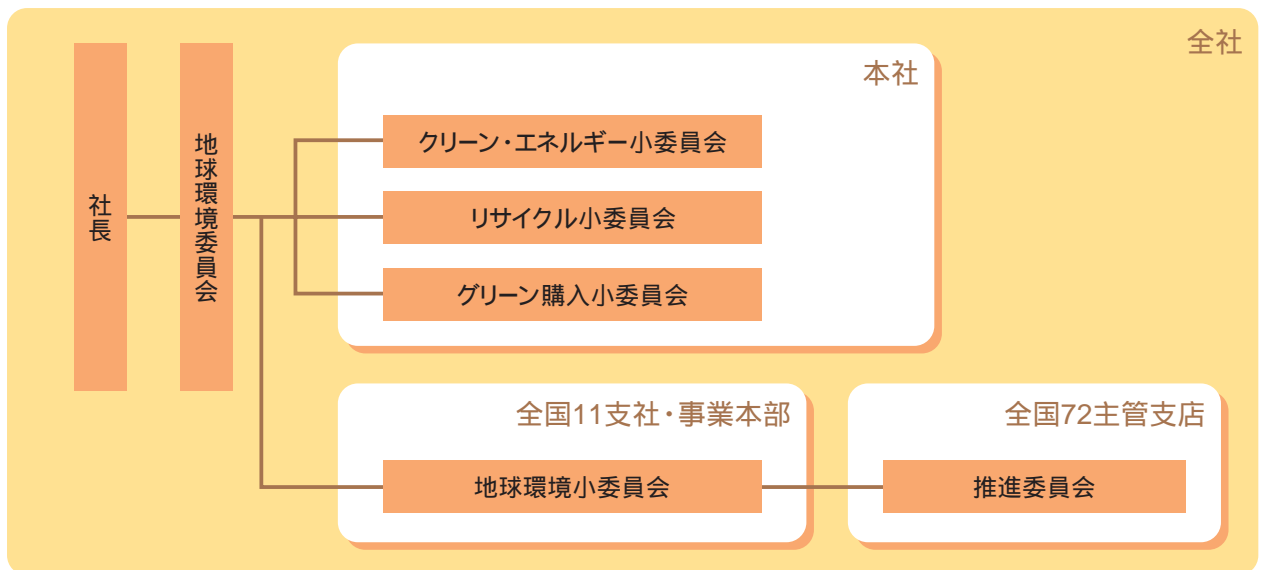 全社
社長
地球環境委員会
本社
クリーン・エネルギー小委員会
リサイクル小委員会
グリーン購入小委員会
全国11支社・事業本部
地球環境小委員会
全国72主管支店
推進委員会